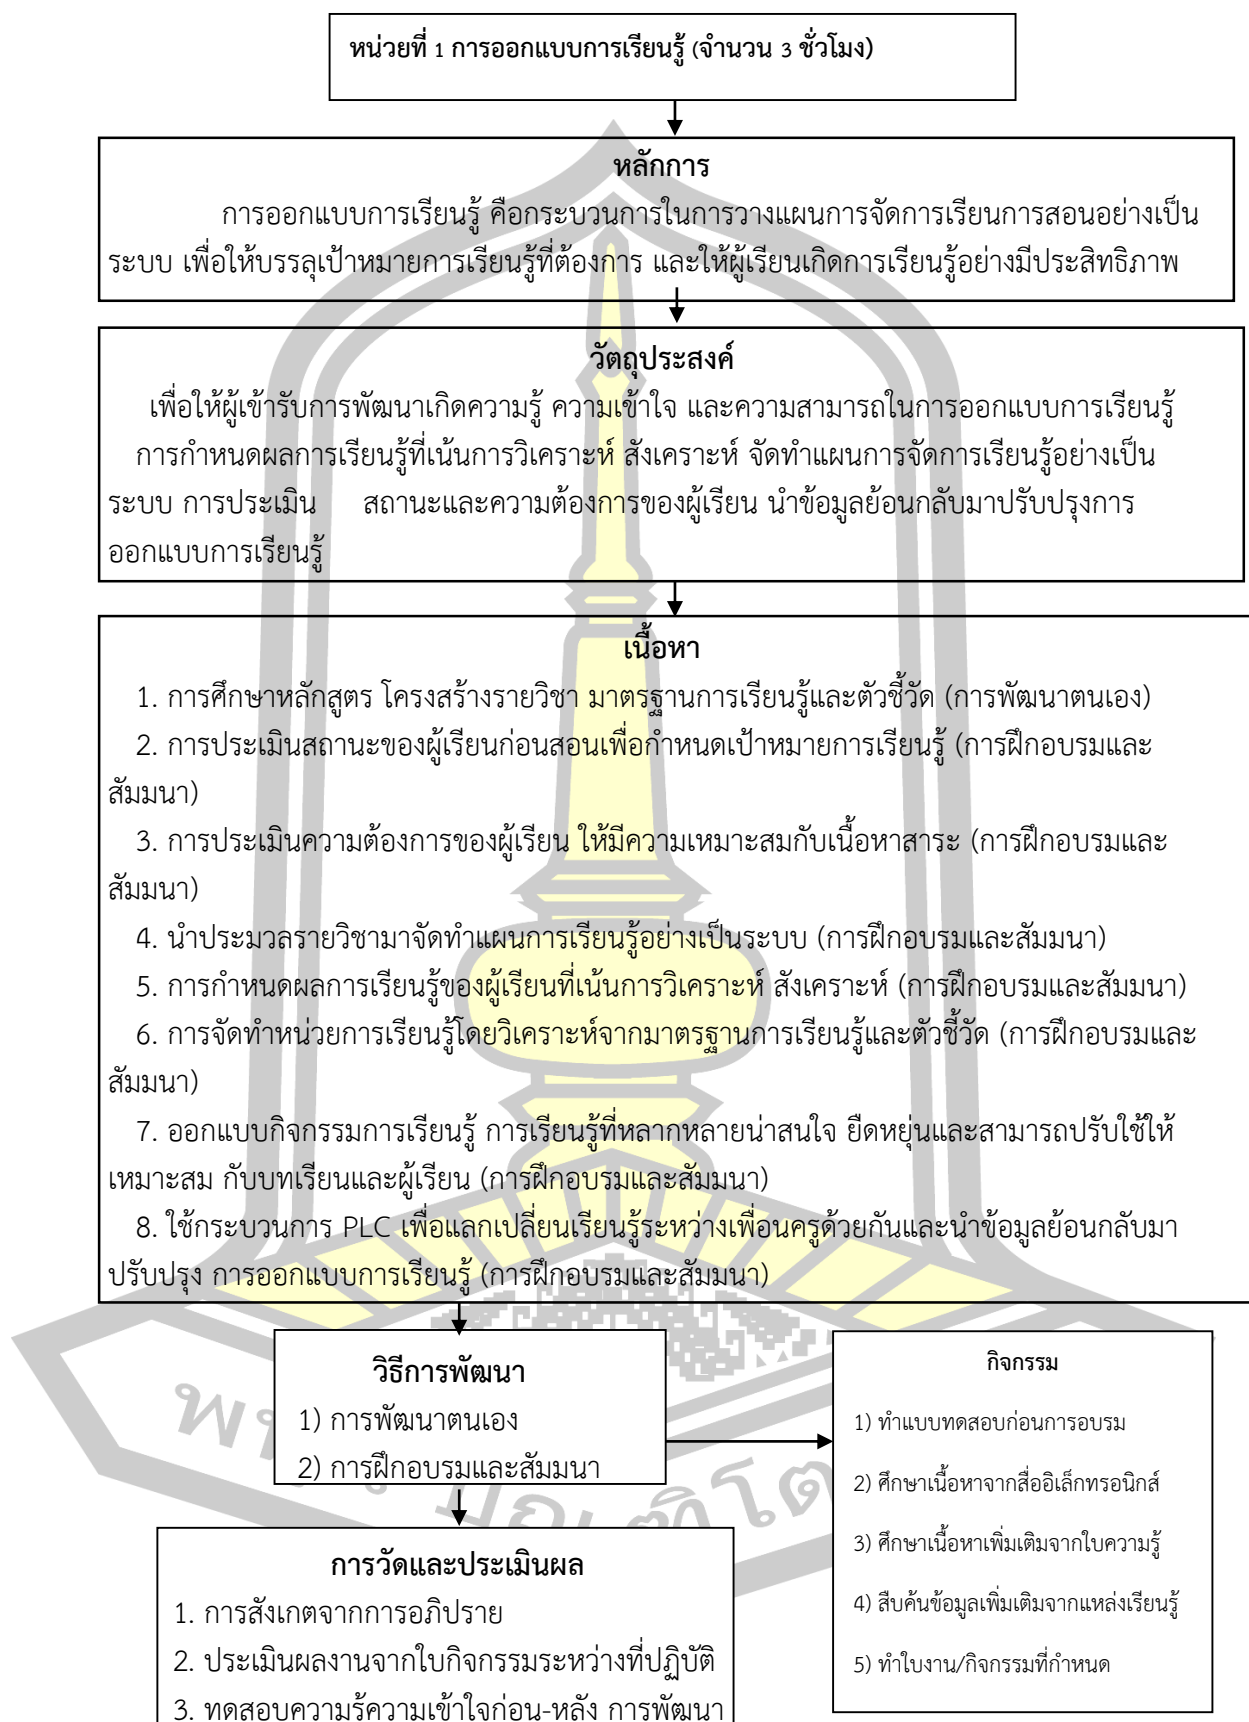 หน่วยที่ 1 การออกแบบการเรียนรู้ (จำนวน 3 ชั่วโมง)
หลักการ
การออกแบบการเรียนรู้ คือกระบวนการในการวางแผนการจัดการเรียนการสอนอย่างเป็น
ระบบ เพื่อให้บรรลุเป้าหมายการเรียนรู้ที่ต้องการ และให้ผู้เรียนเกิดการเรียนรู้อย่างมีประสิทธิภาพ
วัตถุประสงค์
เพื่อให้ผู้เข้ารับการพัฒนาเกิดความรู้ ความเข้าใจ และความสามารถในการออกแบบการเรียนรู้
การกำหนดผลการเรียนรู้ที่เน้นการวิเคราะห์ สังเคราะห์ จัดทำแผนการจัดการเรียนรู้อย่างเป็น
ระบบ การประเมิน สถานะและความต้องการของผู้เรียน นำข้อมูลย้อนกลับมาปรับปรุงการ
ออกแบบการเรียนรู้
เนื้อหา
1. การศึกษาหลักสูตร โครงสร้างรายวิชา มาตรฐานการเรียนรู้และตัวชี้วัด (การพัฒนาตนเอง)
2. การประเมินสถานะของผู้เรียนก่อนสอนเพื่อกำหนดเป้าหมายการเรียนรู้ (การฝึกอบรมและ
สัมมนา)
3. การประเมินความต้องการของผู้เรียน ให้มีความเหมาะสมกับเนื้อหาสาระ (การฝึกอบรมและ
สัมมนา)
4. นำประมวลรายวิชามาจัดทำแผนการเรียนรู้อย่างเป็นระบบ (การฝึกอบรมและสัมมนา)
5. การกำหนดผลการเรียนรู้ของผู้เรียนที่เน้นการวิเคราะห์ สังเคราะห์ (การฝึกอบรมและสัมมนา)
6. การจัดทำหน่วยการเรียนรู้โดยวิเคราะห์จากมาตรฐานการเรียนรู้และตัวชี้วัด (การฝึกอบรมและ
สัมมนา)
7. ออกแบบกิจกรรมการเรียนรู้ การเรียนรู้ที่หลากหลายน่าสนใจ ยืดหยุ่นและสามารถปรับใช้ให้
เหมาะสม กับบทเรียนและผู้เรียน (การฝึกอบรมและสัมมนา)
8. ใช้กระบวนการ PLC เพื่อแลกเปลี่ยนเรียนรู้ระหว่างเพื่อนครูด้วยกันและนำข้อมูลย้อนกลับมา
ปรับปรุง การออกแบบการเรียนรู้ (การฝึกอบรมและสัมมนา)
วิธีการพัฒนา
1) การพัฒนาตนเอง
2) การฝึกอบรมและสัมมนา
กิจกรรม
1) ทำแบบทดสอบก่อนการอบรม
2) ศึกษาเนื้อหาจากสื่ออิเล็กทรอนิกส์
3) ศึกษาเนื้อหาเพิ่มเติมจากใบความรู้
4) สืบค้นข้อมูลเพิ่มเติมจากแหล่งเรียนรู้
5) ทำใบงาน/กิจกรรมที่กำหนด
การวัดและประเมินผล
1. การสังเกตจากการอภิปราย
2. ประเมินผลงานจากใบกิจกรรมระหว่างที่ปฏิบัติ
3. ทดสอบความรู้ความเข้าใจก่อน-หลัง การพัฒนา